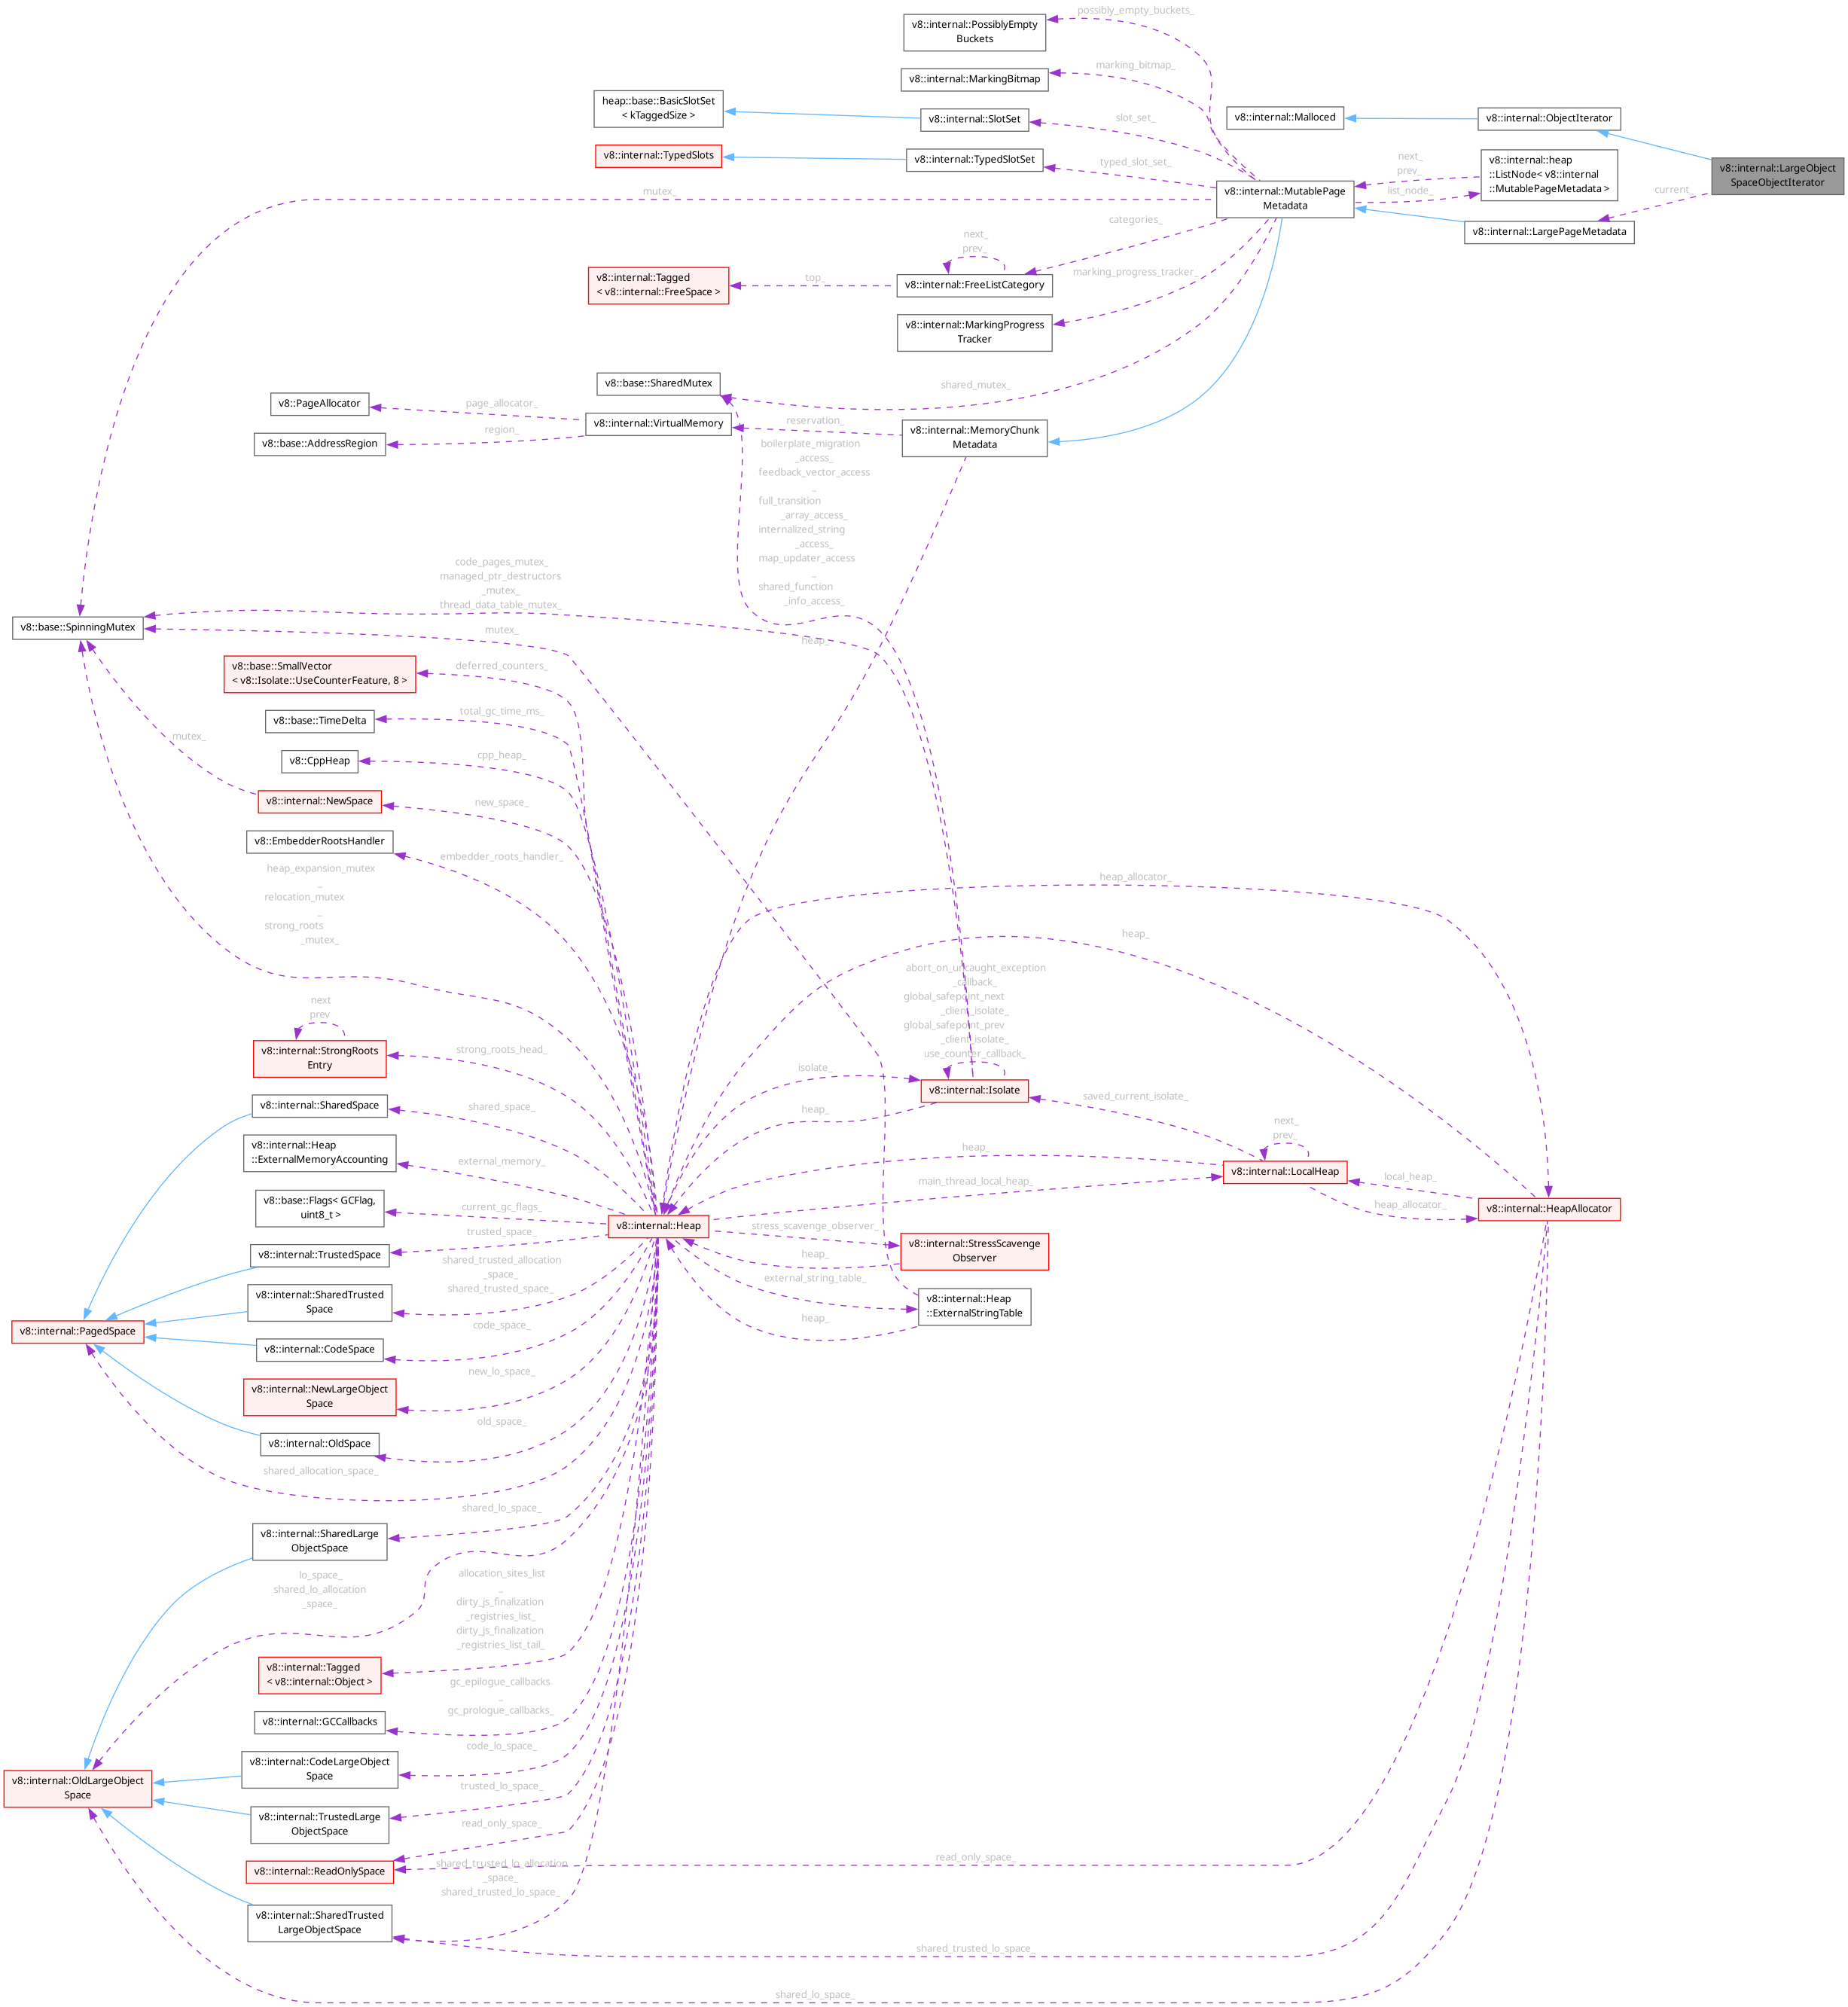 possibly_empty_buckets_
v8::internal::PossiblyEmpty
Buckets
marking_bitmap_
v8::internal::MarkingBitmap
heap::base::BasicSlotSet
< kTaggedSize >
v8::internal::SlotSet
slot_set_
v8::internal::Malloced
v8::internal::ObjectIterator
v8::internal::TypedSlots
v8::internal::TypedSlotSet
typed_slot_set_
next_
prev_
v8::internal::heap
::ListNode< v8::internal
::MutablePageMetadata >
v8::internal::LargeObject
SpaceObjectIterator
mutex_
v8::internal::MutablePage
Metadata
list_node_
current_
categories_
v8::internal::LargePageMetadata
next_
prev_
v8::internal::Tagged
< v8::internal::FreeSpace >
top_
v8::internal::FreeListCategory
marking_progress_tracker_
v8::internal::MarkingProgress
Tracker
v8::base::SharedMutex
shared_mutex_
v8::PageAllocator
page_allocator_
v8::internal::VirtualMemory
reservation_
v8::internal::MemoryChunk
Metadata
v8::base::AddressRegion
region_
boilerplate_migration
_access_
feedback_vector_access
_
full_transition
_array_access_
internalized_string
_access_
map_updater_access
_
shared_function
_info_access_
code_pages_mutex_
managed_ptr_destructors
_mutex_
thread_data_table_mutex_
v8::base::SpinningMutex
mutex_
heap_
v8::base::SmallVector
< v8::Isolate::UseCounterFeature, 8 >
deferred_counters_
v8::base::TimeDelta
total_gc_time_ms_
mutex_
v8::CppHeap
cpp_heap_
v8::internal::NewSpace
new_space_
v8::EmbedderRootsHandler
embedder_roots_handler_
heap_expansion_mutex
_
relocation_mutex
_
strong_roots
_mutex_
heap_allocator_
heap_
abort_on_uncaught_exception
_callback_
global_safepoint_next
_client_isolate_
global_safepoint_prev
_client_isolate_
use_counter_callback_
next
prev
v8::internal::StrongRoots
Entry
strong_roots_head_
isolate_
v8::internal::Isolate
saved_current_isolate_
v8::internal::SharedSpace
shared_space_
heap_
next_
prev_
v8::internal::Heap
::ExternalMemoryAccounting
external_memory_
heap_
v8::internal::LocalHeap
local_heap_
main_thread_local_heap_
heap_allocator_
v8::internal::HeapAllocator
v8::base::Flags< GCFlag,
uint8_t >
current_gc_flags_
v8::internal::Heap
stress_scavenge_observer_
v8::internal::StressScavenge
Observer
v8::internal::TrustedSpace
trusted_space_
heap_
shared_trusted_allocation
_space_
shared_trusted_space_
v8::internal::SharedTrusted
Space
external_string_table_
v8::internal::Heap
::ExternalStringTable
heap_
v8::internal::PagedSpace
v8::internal::CodeSpace
code_space_
v8::internal::NewLargeObject
Space
new_lo_space_
v8::internal::OldSpace
old_space_
shared_allocation_space_
v8::internal::SharedLarge
ObjectSpace
shared_lo_space_
lo_space_
shared_lo_allocation
_space_
allocation_sites_list
_
dirty_js_finalization
_registries_list_
dirty_js_finalization
_registries_list_tail_
v8::internal::Tagged
< v8::internal::Object >
gc_epilogue_callbacks
_
gc_prologue_callbacks_
v8::internal::GCCallbacks
v8::internal::OldLargeObject
Space
v8::internal::CodeLargeObject
Space
code_lo_space_
v8::internal::TrustedLarge
ObjectSpace
trusted_lo_space_
v8::internal::ReadOnlySpace
read_only_space_
read_only_space_
shared_trusted_lo_allocation
_space_
shared_trusted_lo_space_
v8::internal::SharedTrusted
LargeObjectSpace
shared_trusted_lo_space_
shared_lo_space_